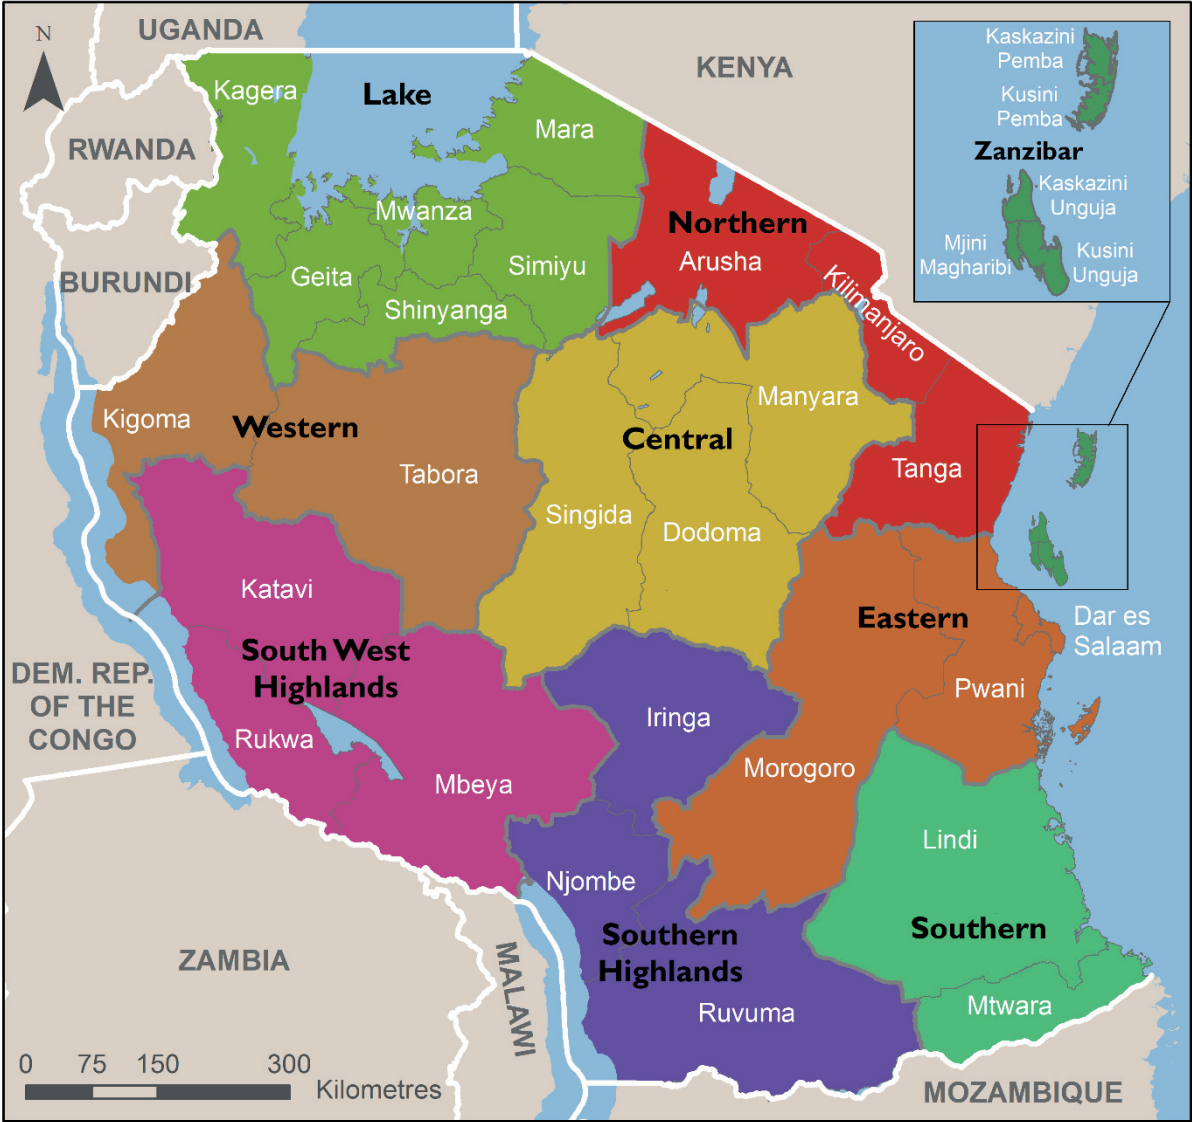 N
UGANDA
KENYA
RWANDA
BURUNDI
DEM. REP.
OF THE
CONGO
ZAMBIA
MALAWI
MOZAMBIQUE
Lake
Kagera
Mara
Mwanza
Geita
Simiyu
Shinyanga
Northern
Arusha
Kilimanjaro
Tanga
Western
Kigoma
Tabora
Central
Manyara
Singida
Dodoma
South West
Highlands
Katavi
Rukwa
Mbeya
Eastern
Dar es
Salaam
Pwani
Morogoro
Southern
Highlands
Iringa
Njombe
Ruvuma
Southern
Lindi
Mtwara
Kaskazini
Pemba
Kusini
Pemba
Zanzibar
Kaskazini
Unguja
Mjini
Magharibi
Kusini
Unguja
0 75 150 300
Kilometres